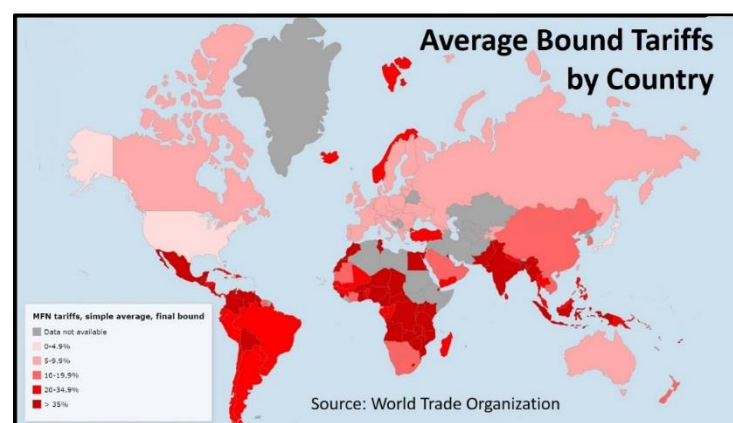 Average Bound Tariffs
by Country
MFN tariffs, simple average, final bound
Data not available
0-4.9%
5-9.9%
10-19.9%
20-34.9%
> 35%
Source: World Trade Organization